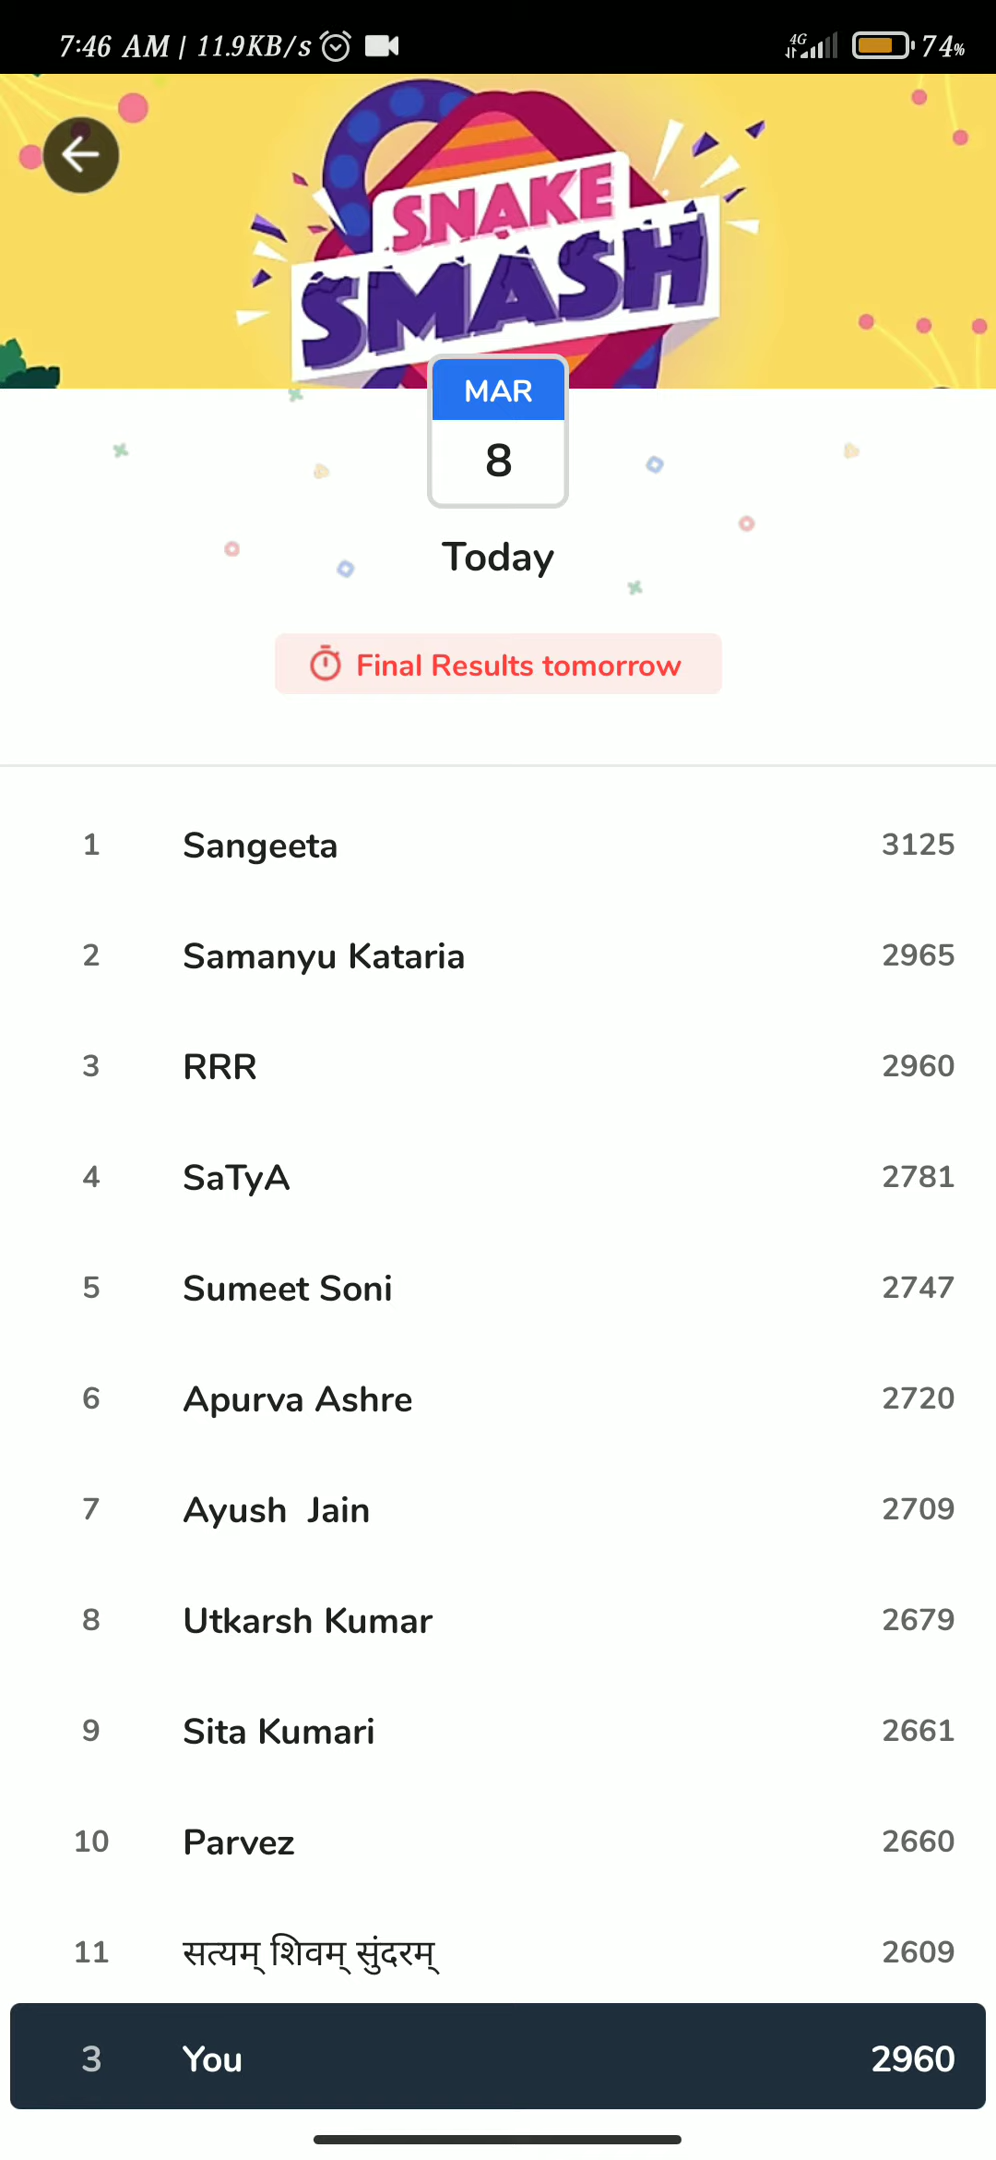 7:46 AM | 11.9KB/s 4G 74%
SNAKE
SMASH
MAR
8
Today
Final Results tomorrow
1 Sangeeta 3125
2 Samanyu Kataria 2965
3 RRR 2960
4 SaTyA 2781
5 Sumeet Soni 2747
6 Apurva Ashre 2720
7 Ayush  Jain 2709
8 Utkarsh Kumar 2679
9 Sita Kumari 2661
10 Parvez 2660
11 सत्यम् शिवम् सुंदरम् 2609
3 You 2960